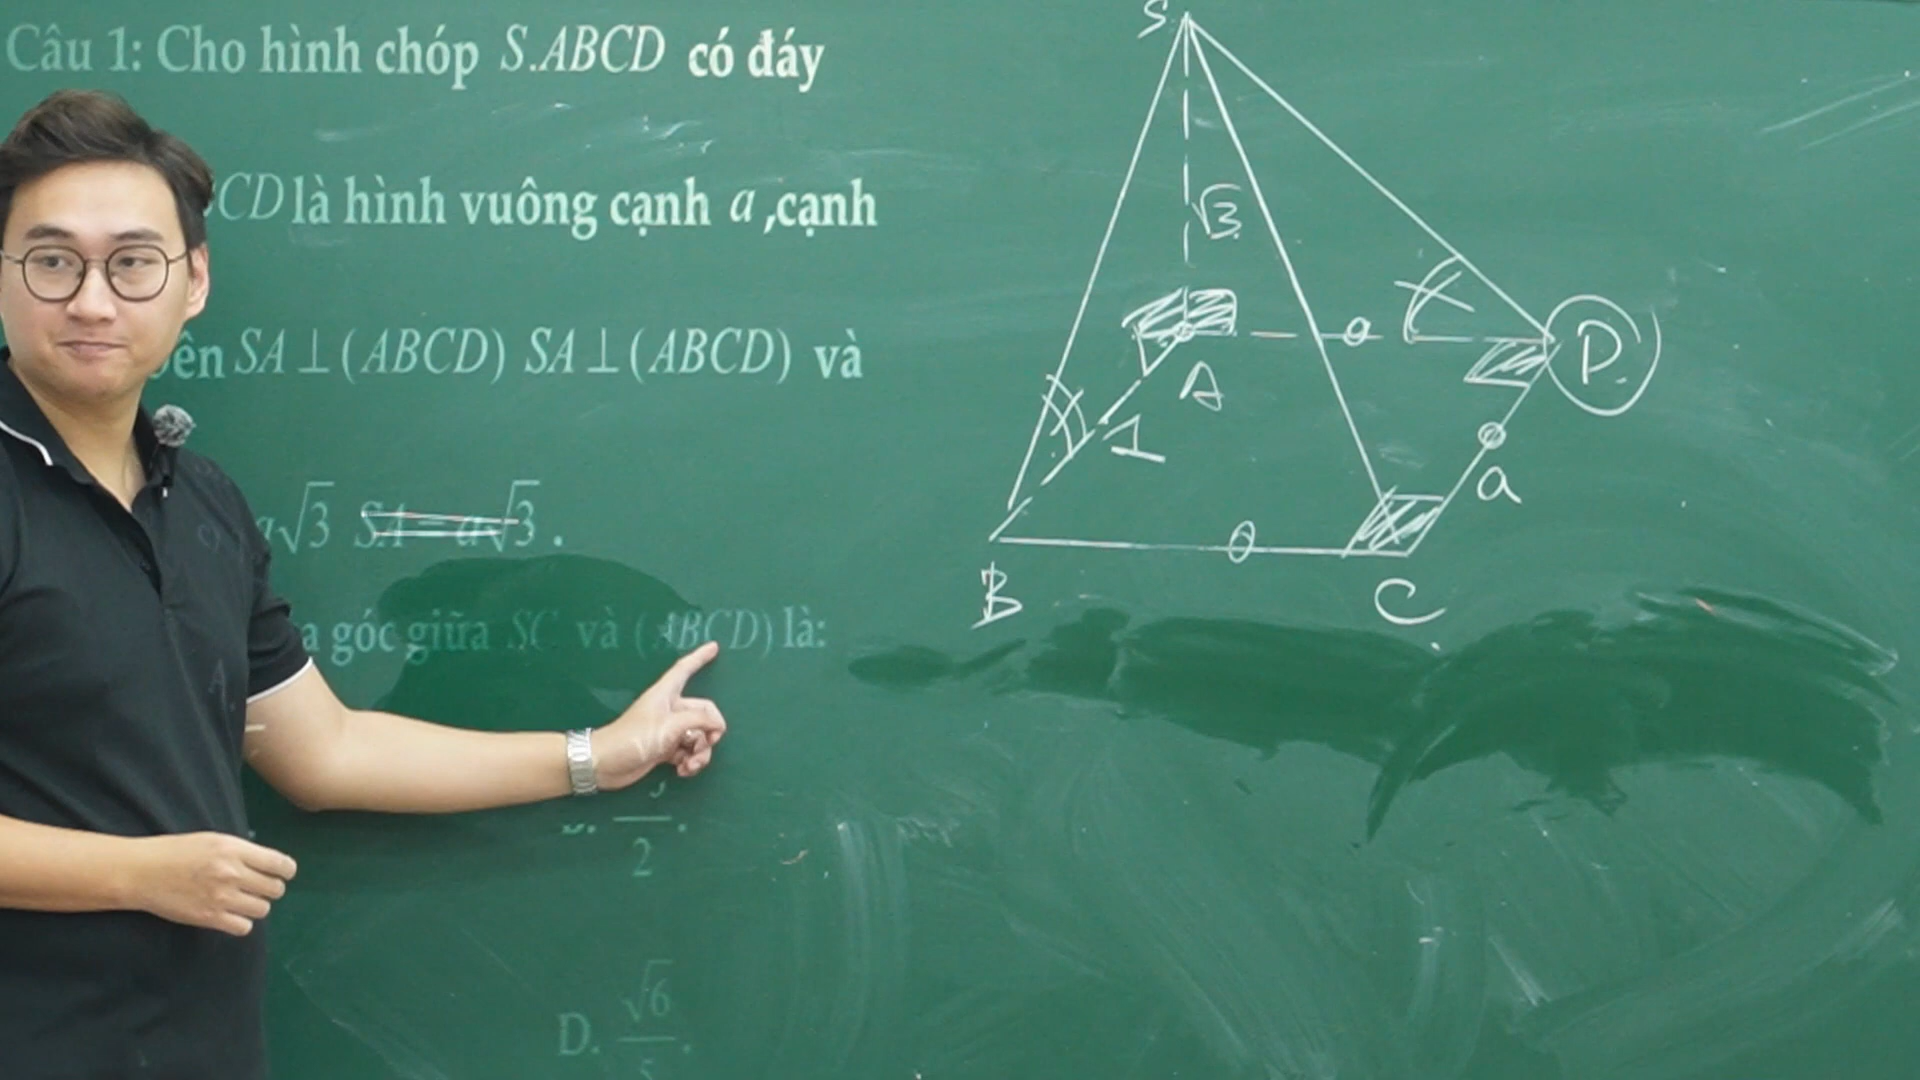 Câu 1: Cho hình chóp S.ABCD có đáy
CD là hình vuông cạnh a ,cạnh
SA ⊥ (ABCD) SA ⊥ (ABCD) và
√3 SA = a√3 .
góc giữa SC và (ABCD) là:
2
D. √6
S
√3
A
D
1
a
B
C